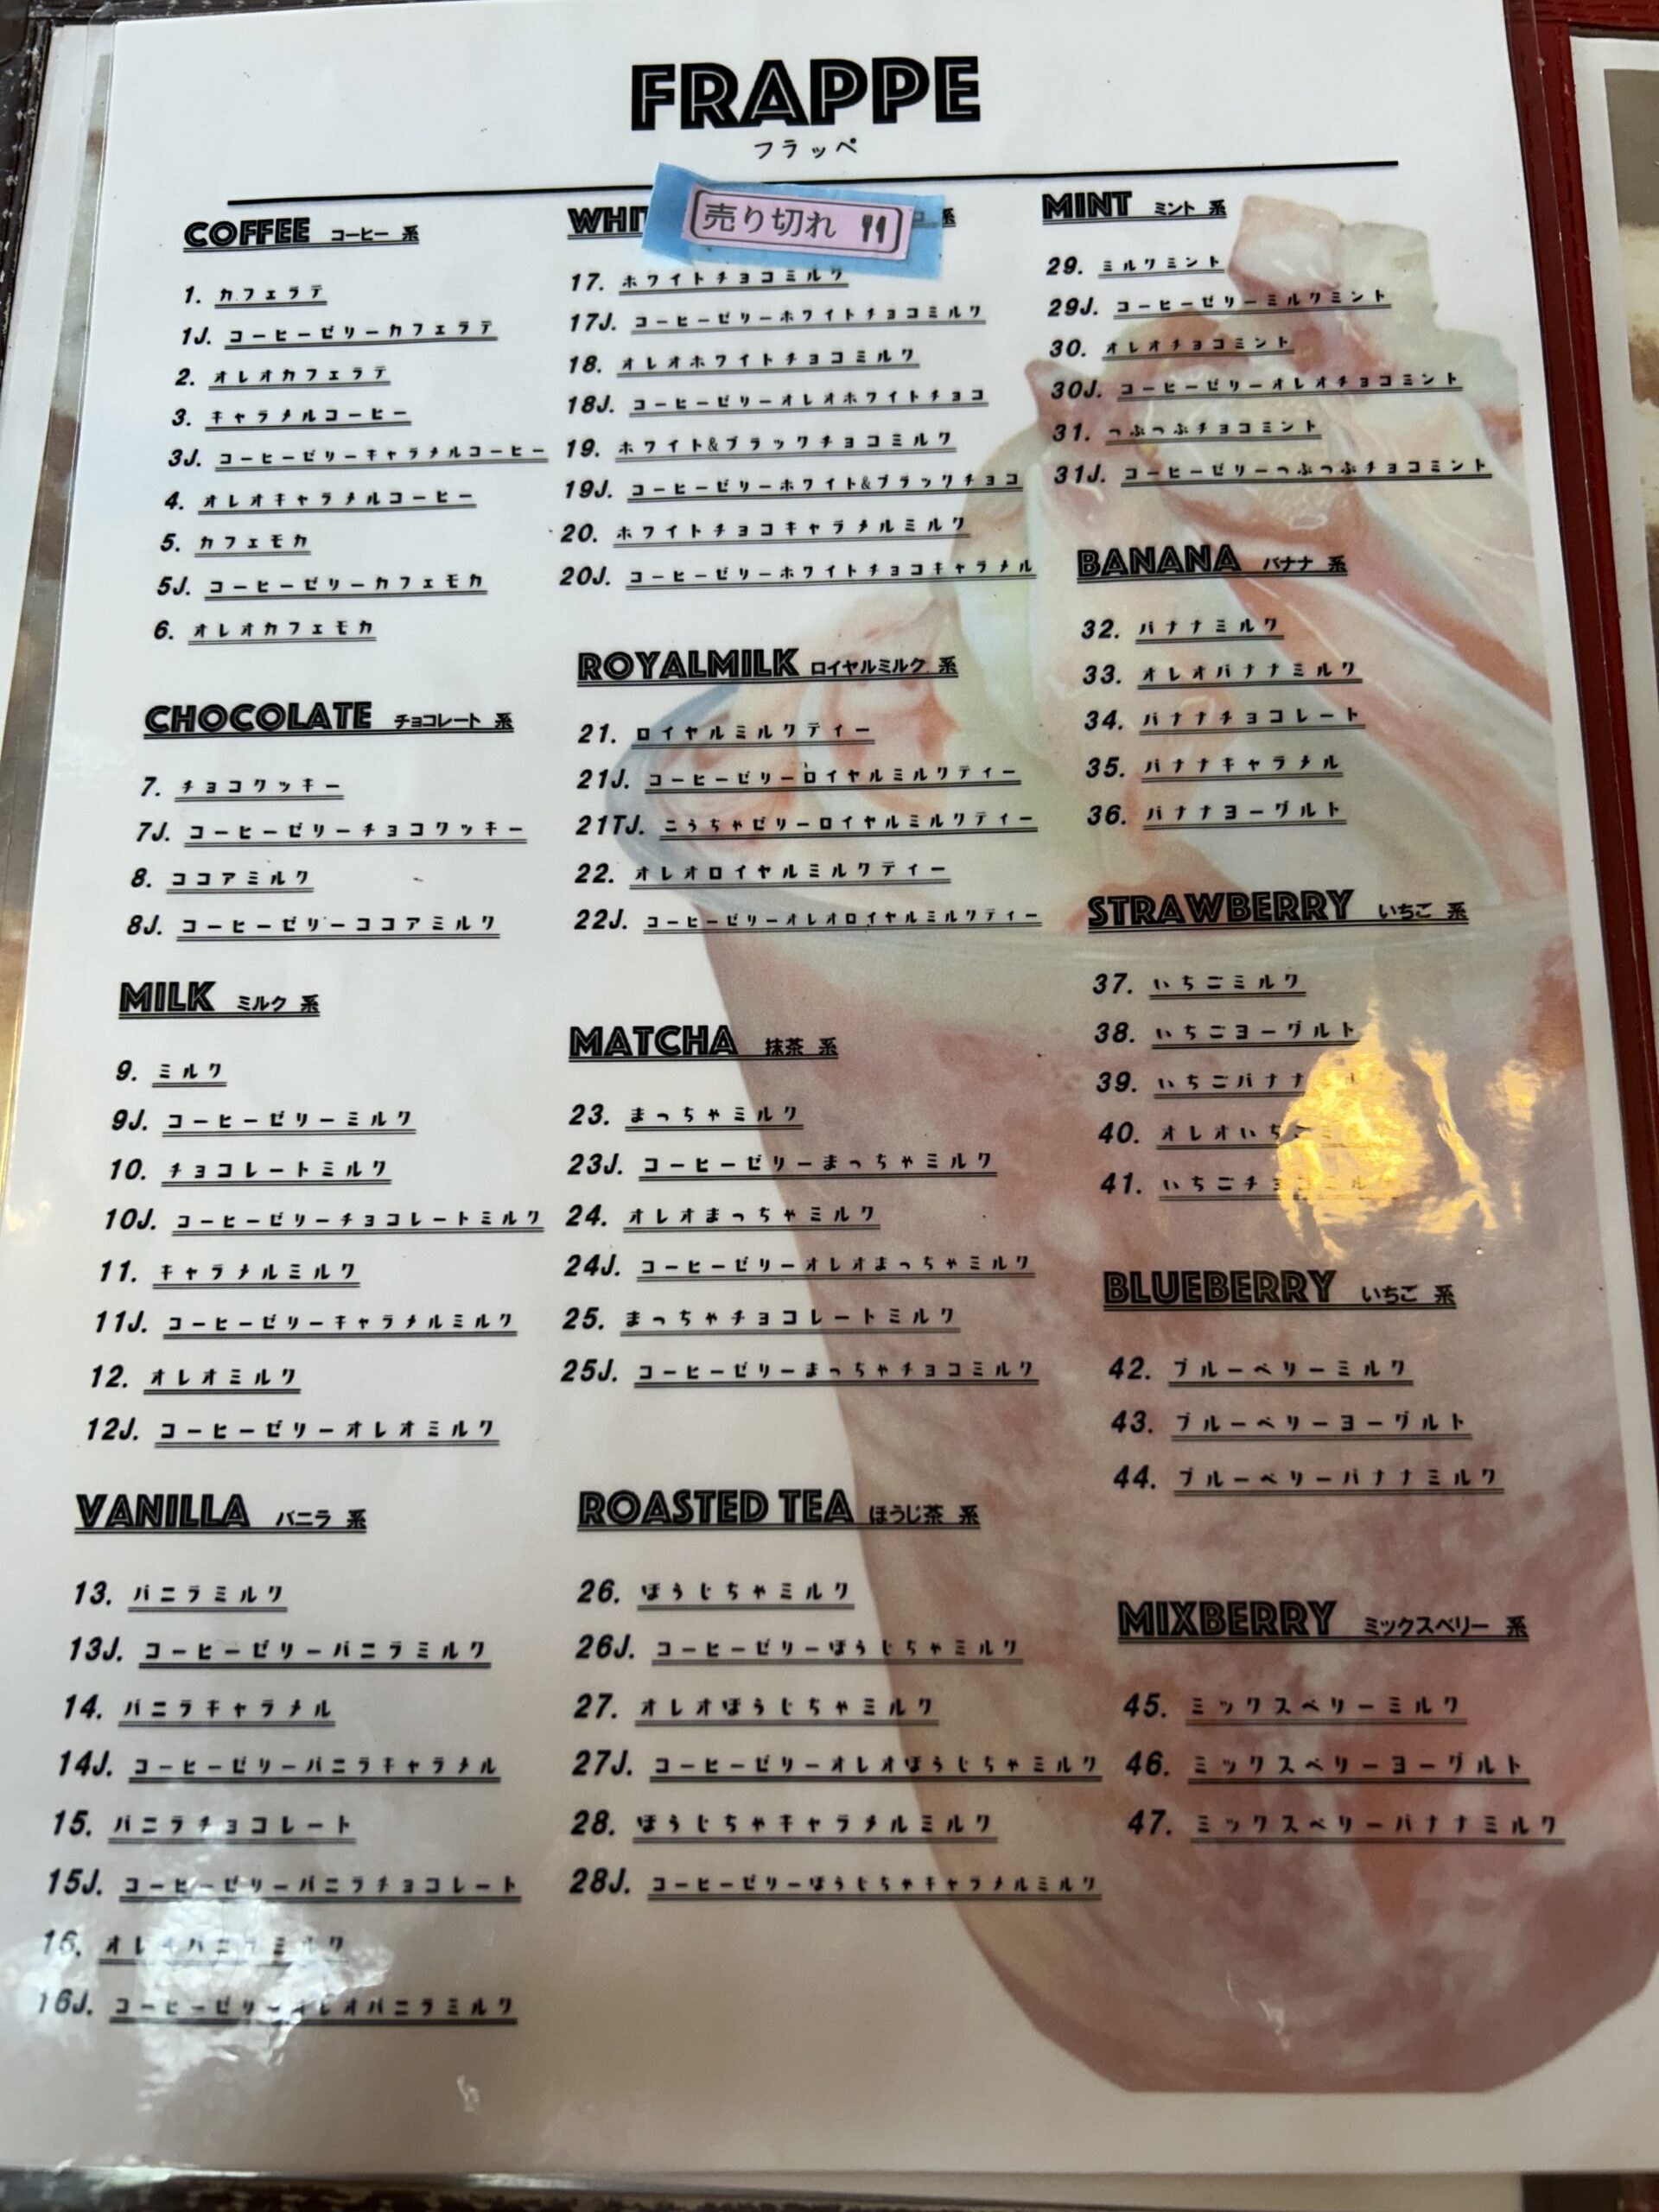 FRAPPE
フラッペ
COFFEE コーヒー 系
1. カフェラテ
1J. コーヒーゼリーカフェラテ
2. オレオカフェラテ
3. キャラメルコーヒー
3J. コーヒーゼリーキャラメルコーヒー
4. オレオキャラメルコーヒー
5. カフェモカ
5J. コーヒーゼリーカフェモカ
6. オレオカフェモカ
CHOCOLATE チョコレート 系
7. チョコクッキー
7J. コーヒーゼリーチョコクッキー
8. ココアミルク
8J. コーヒーゼリーココアミルク
MILK ミルク 系
9. ミルク
9J. コーヒーゼリーミルク
10. チョコレートミルク
10J. コーヒーゼリーチョコレートミルク
11. キャラメルミルク
11J. コーヒーゼリーキャラメルミルク
12. オレオミルク
12J. コーヒーゼリーオレオミルク
VANILLA バニラ 系
13. バニラミルク
13J. コーヒーゼリーバニラミルク
14. バニラキャラメル
14J. コーヒーゼリーバニラキャラメル
15. バニラチョコレート
15J. コーヒーゼリーバニラチョコレート
16. オレオバニラミルク
16J. コーヒーゼリーオレオバニラミルク
売り切れ
系
17. ホワイトチョコミルク
17J. コーヒーゼリーホワイトチョコミルク
18. オレオホワイトチョコミルク
18J. コーヒーゼリーオレオホワイトチョコ
19. ホワイト&ブラックチョコミルク
19J. コーヒーゼリーホワイト&ブラックチョコ
20. ホワイトチョコキャラメルミルク
20J. コーヒーゼリーホワイトチョコキャラメル
ROYALMILK ロイヤルミルク 系
21. ロイヤルミルクティー
21J. コーヒーゼリーロイヤルミルクティー
21TJ. こうちゃゼリーロイヤルミルクティー
22. オレオロイヤルミルクティー
22J. コーヒーゼリーオレオロイヤルミルクティー
MATCHA 抹茶 系
23. まっちゃミルク
23J. コーヒーゼリーまっちゃミルク
24. オレオまっちゃミルク
24J. コーヒーゼリーオレオまっちゃミルク
25. まっちゃチョコレートミルク
25J. コーヒーゼリーまっちゃチョコミルク
ROASTED TEA ほうじ茶 系
26. ほうじちゃミルク
26J. コーヒーゼリーほうじちゃミルク
27. オレオほうじちゃミルク
27J. コーヒーゼリーオレオほうじちゃミルク
28. ほうじちゃキャラメルミルク
28J. コーヒーゼリーほうじちゃキャラメルミルク
MINT ミント 系
29. ミルクミント
29J. コーヒーゼリーミルクミント
30. オレオチョコミント
30J. コーヒーゼリーオレオチョコミント
31. つぶつぶチョコミント
31J. コーヒーゼリーつぶつぶチョコミント
BANANA バナナ 系
32. バナナミルク
33. オレオバナナミルク
34. バナナチョコレート
35. バナナキャラメル
36. バナナヨーグルト
STRAWBERRY いちご 系
37. いちごミルク
38. いちごヨーグルト
39. いちごバナナ
40. オレオいちご
41. いちごチョコ
BLUEBERRY いちご 系
42. ブルーベリーミルク
43. ブルーベリーヨーグルト
44. ブルーベリーバナナミルク
MIXBERRY ミックスベリー 系
45. ミックスベリーミルク
46. ミックスベリーヨーグルト
47. ミックスベリーバナナミルク